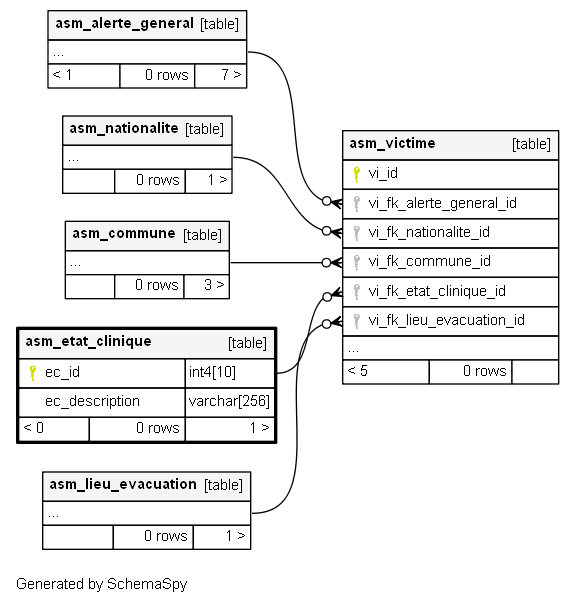 asm_alerte_general [table]
...
< 1 0 rows 7 >
asm_nationalite [table]
...
0 rows 1 >
asm_commune [table]
...
0 rows 3 >
asm_etat_clinique [table]
ec_id int4[10]
ec_description varchar[256]
< 0 0 rows 1 >
asm_lieu_evacuation [table]
...
0 rows 1 >
asm_victime [table]
vi_id
vi_fk_alerte_general_id
vi_fk_nationalite_id
vi_fk_commune_id
vi_fk_etat_clinique_id
vi_fk_lieu_evacuation_id
...
< 5 0 rows
Generated by SchemaSpy